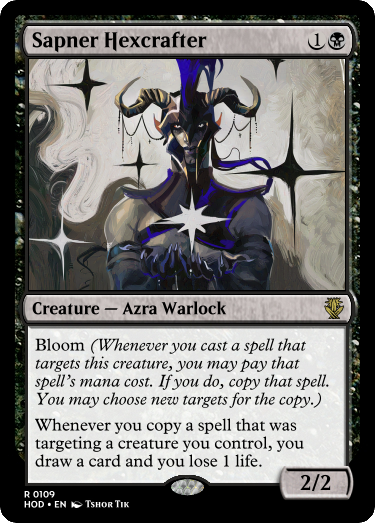 Sapner Hexcrafter 1
Creature — Azra Warlock
Bloom (Whenever you cast a spell that
targets this creature, you may pay that
spell's mana cost. If you do, copy that spell.
You may choose new targets for the copy.)
Whenever you copy a spell that was
targeting a creature you control, you
draw a card and you lose 1 life.
2/2
R 0109
HOD • EN Tshor Tik